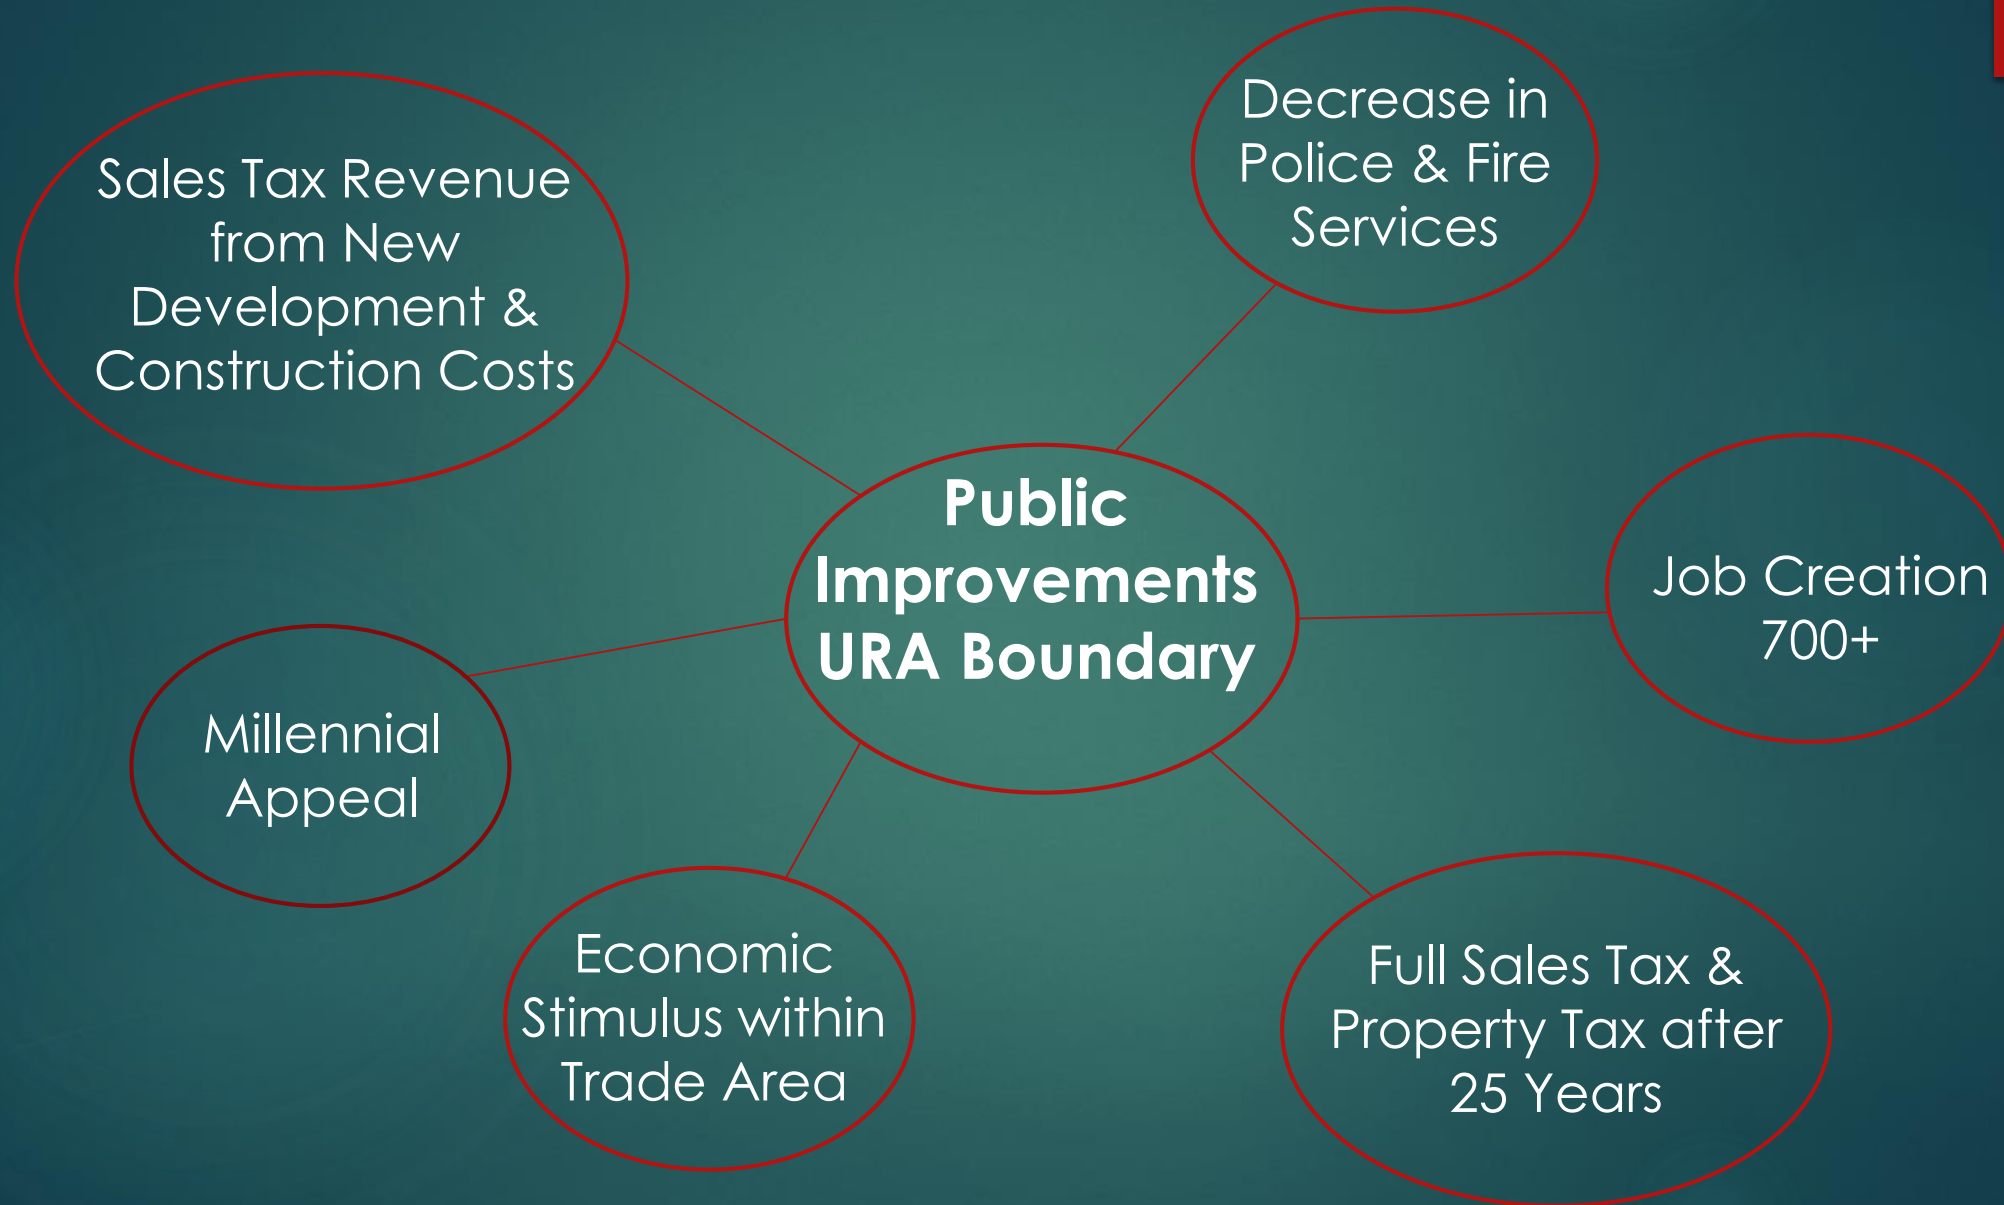 Sales Tax Revenue
from New
Development &
Construction Costs
Decrease in
Police & Fire
Services
Public
Improvements
URA Boundary
Job Creation
700+
Millennial
Appeal
Economic
Stimulus within
Trade Area
Full Sales Tax &
Property Tax after
25 Years